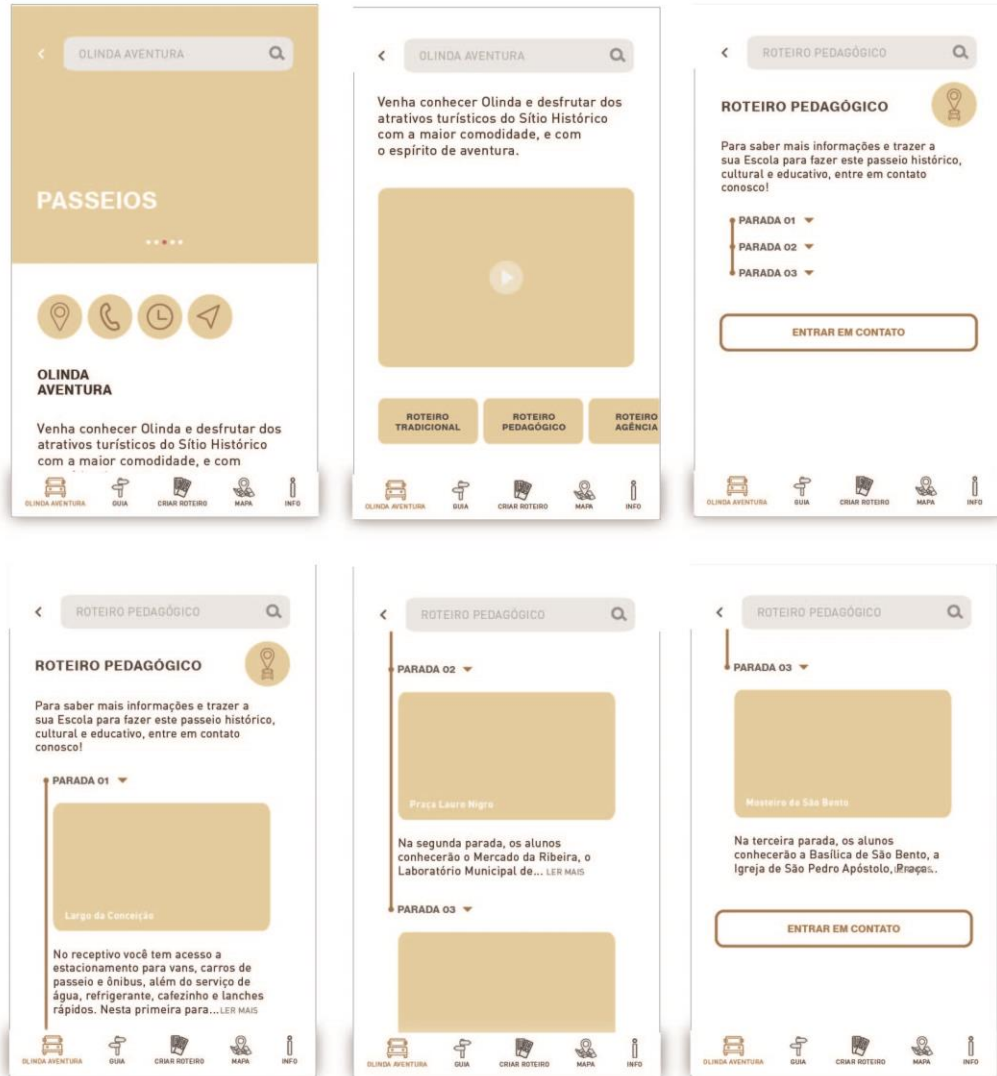 OLINDA AVENTURA
PASSEIOS
OLINDA
AVENTURA
Venha conhecer Olinda e desfrutar dos
atrativos turísticos do Sítio Histórico
com a maior comodidade, e com
OLINDA AVENTURA
GUIA
CRIAR ROTEIRO
MAPA
INFO
OLINDA AVENTURA
Venha conhecer Olinda e desfrutar dos
atrativos turísticos do Sítio Histórico
com a maior comodidade, e com
o espírito de aventura.
ROTEIRO
TRADICIONAL
ROTEIRO
PEDAGÓGICO
ROTEIRO
AGÊNCIA
OLINDA AVENTURA
GUIA
CRIAR ROTEIRO
MAPA
INFO
ROTEIRO PEDAGÓGICO
ROTEIRO PEDAGÓGICO
Para saber mais informações e trazer a
sua Escola para fazer este passeio histórico,
cultural e educativo, entre em contato
conosco!
PARADA 01
PARADA 02
PARADA 03
ENTRAR EM CONTATO
OLINDA AVENTURA
GUIA
CRIAR ROTEIRO
MAPA
INFO
ROTEIRO PEDAGÓGICO
ROTEIRO PEDAGÓGICO
Para saber mais informações e trazer a
sua Escola para fazer este passeio histórico,
cultural e educativo, entre em contato
conosco!
PARADA 01
Largo da Conceição
No receptivo você tem acesso a
estacionamento para vans, carros de
passeio e ônibus, além do serviço de
água, refrigerante, cafezinho e lanches
rápidos. Nesta primeira para...LER MAIS
OLINDA AVENTURA
GUIA
CRIAR ROTEIRO
MAPA
INFO
ROTEIRO PEDAGÓGICO
PARADA 02
Praça Lauro Nigro
Na segunda parada, os alunos
conhecerão o Mercado da Ribeira, o
Laboratório Municipal de... LER MAIS
PARADA 03
OLINDA AVENTURA
GUIA
CRIAR ROTEIRO
MAPA
INFO
ROTEIRO PEDAGÓGICO
PARADA 03
Mosteiro de São Bento
Na terceira parada, os alunos
conhecerão a Basílica de São Bento, a
Igreja de São Pedro Apóstolo,
ENTRAR EM CONTATO
OLINDA AVENTURA
GUIA
CRIAR ROTEIRO
MAPA
INFO